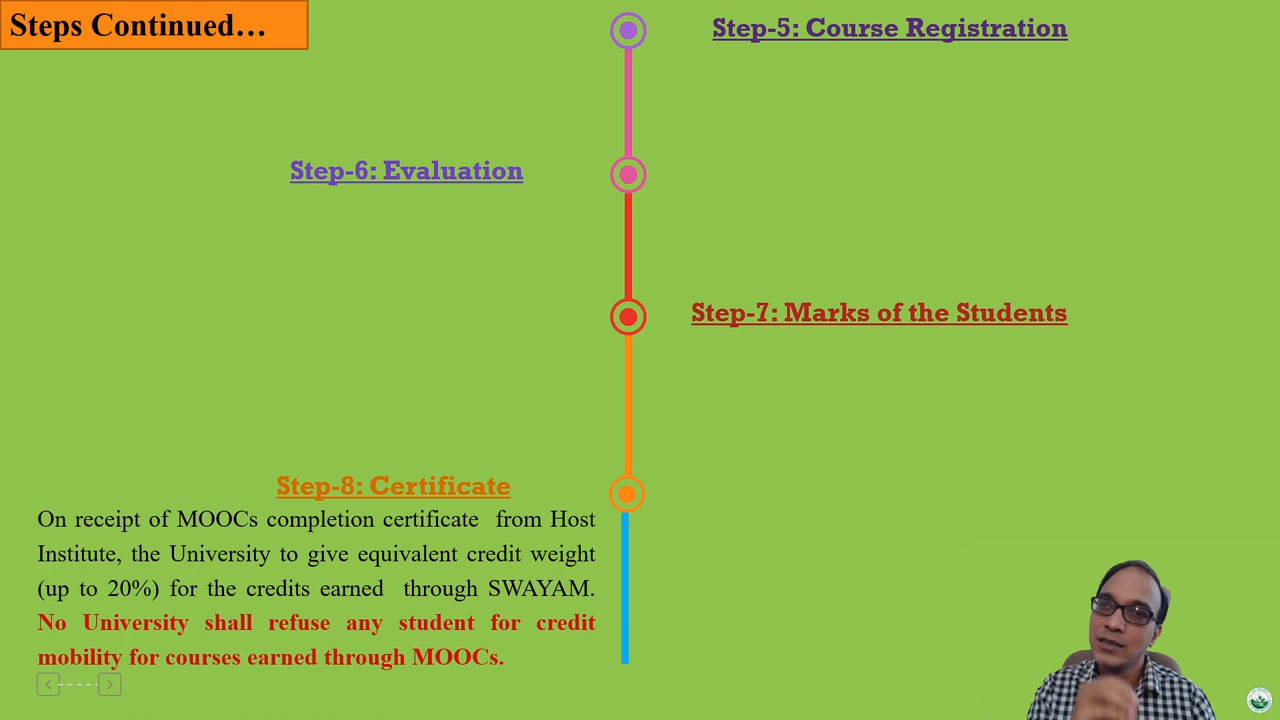 Steps Continued…
Step-5: Course Registration
Step-6: Evaluation
Step-7: Marks of the Students
Step-8: Certificate
On receipt of MOOCs completion certificate from Host
Institute, the University to give equivalent credit weight
(up to 20%) for the credits earned through SWAYAM.
No University shall refuse any student for credit
mobility for courses earned through MOOCs.